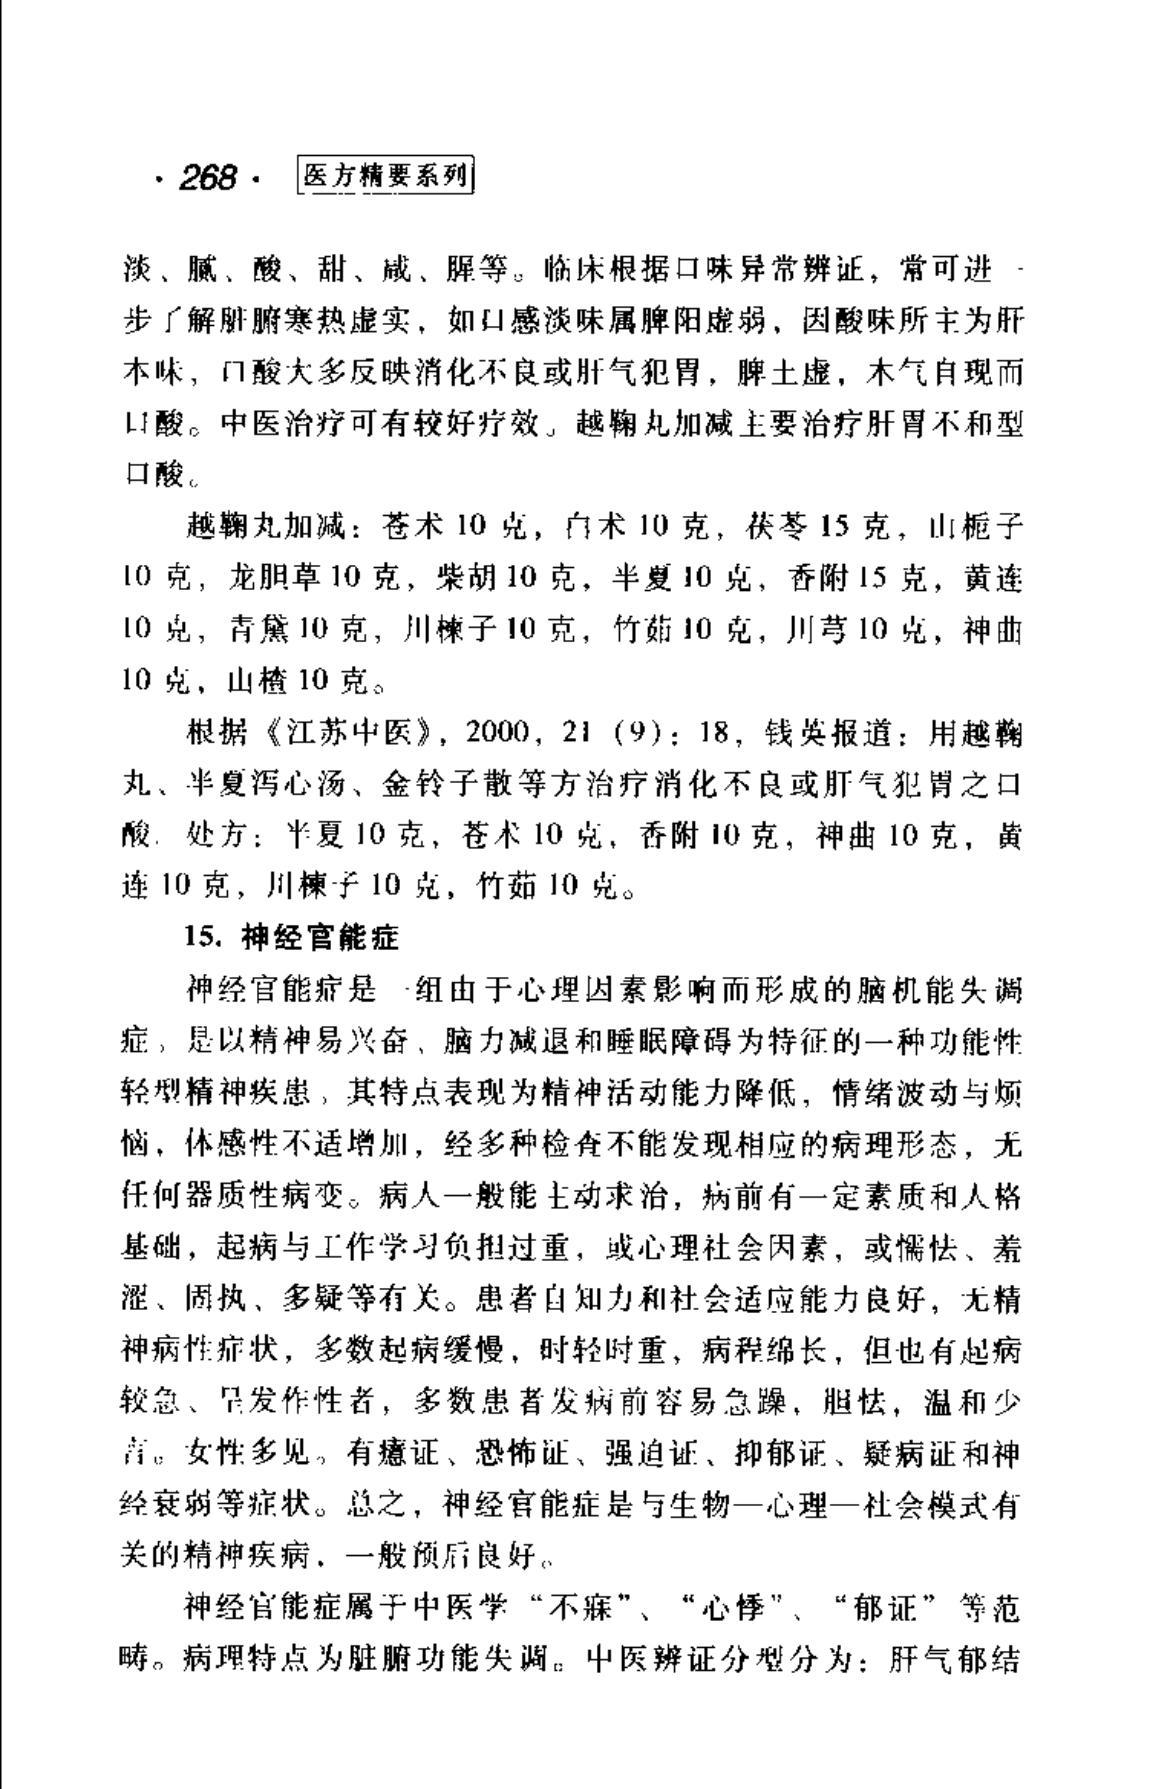 ·268· 医方精要系列
淡、腻、酸、甜、咸、腥等。临床根据口味异常辨证，常可进一
步了解脏腑寒热虚实，如口感淡味属脾阳虚弱，因酸味所主为肝
本味，口酸大多反映消化不良或肝气犯胃，脾土虚，木气自现而
口酸。中医治疗可有较好疗效。越鞠丸加减主要治疗肝胃不和型
口酸。
越鞠丸加减：苍术 10 克，白术 10 克，茯苓 15 克，山栀子
10 克，龙胆草 10 克，柴胡 10 克，半夏 10 克，香附 15 克，黄连
10 克，青黛 10 克，川楝子 10 克，竹茹 10 克，川芎 10 克，神曲
10 克，山楂 10 克。
根据《江苏中医》，2000，21（9）：18，钱英报道：用越鞠
丸、半夏泻心汤、金铃子散等方治疗消化不良或肝气犯胃之口
酸. 处方：半夏 10 克，苍术 10 克，香附 10 克，神曲 10 克，黄
连 10 克，川楝子 10 克，竹茹 10 克。
15. 神经官能症
神经官能症是一组由于心理因素影响而形成的脑机能失调
症，是以精神易兴奋、脑力减退和睡眠障碍为特征的一种功能性
轻型精神疾患，其特点表现为精神活动能力降低，情绪波动与烦
恼，体感性不适增加，经多种检查不能发现相应的病理形态，无
任何器质性病变。病人一般能主动求治，病前有一定素质和人格
基础，起病与工作学习负担过重，或心理社会因素，或懦怯、羞
涩、固执、多疑等有关。患者自知力和社会适应能力良好，无精
神病性症状，多数起病缓慢，时轻时重，病程绵长，但也有起病
较急、呈发作性者，多数患者发病前容易急躁，胆怯，温和少
言。女性多见。有癔证、恐怖证、强迫证、抑郁证、疑病证和神
经衰弱等症状。总之，神经官能症是与生物—心理—社会模式有
关的精神疾病，一般预后良好。
神经官能症属于中医学“不寐”、“心悸”、“郁证”等范
畴。病理特点为脏腑功能失调。中医辨证分型分为：肝气郁结